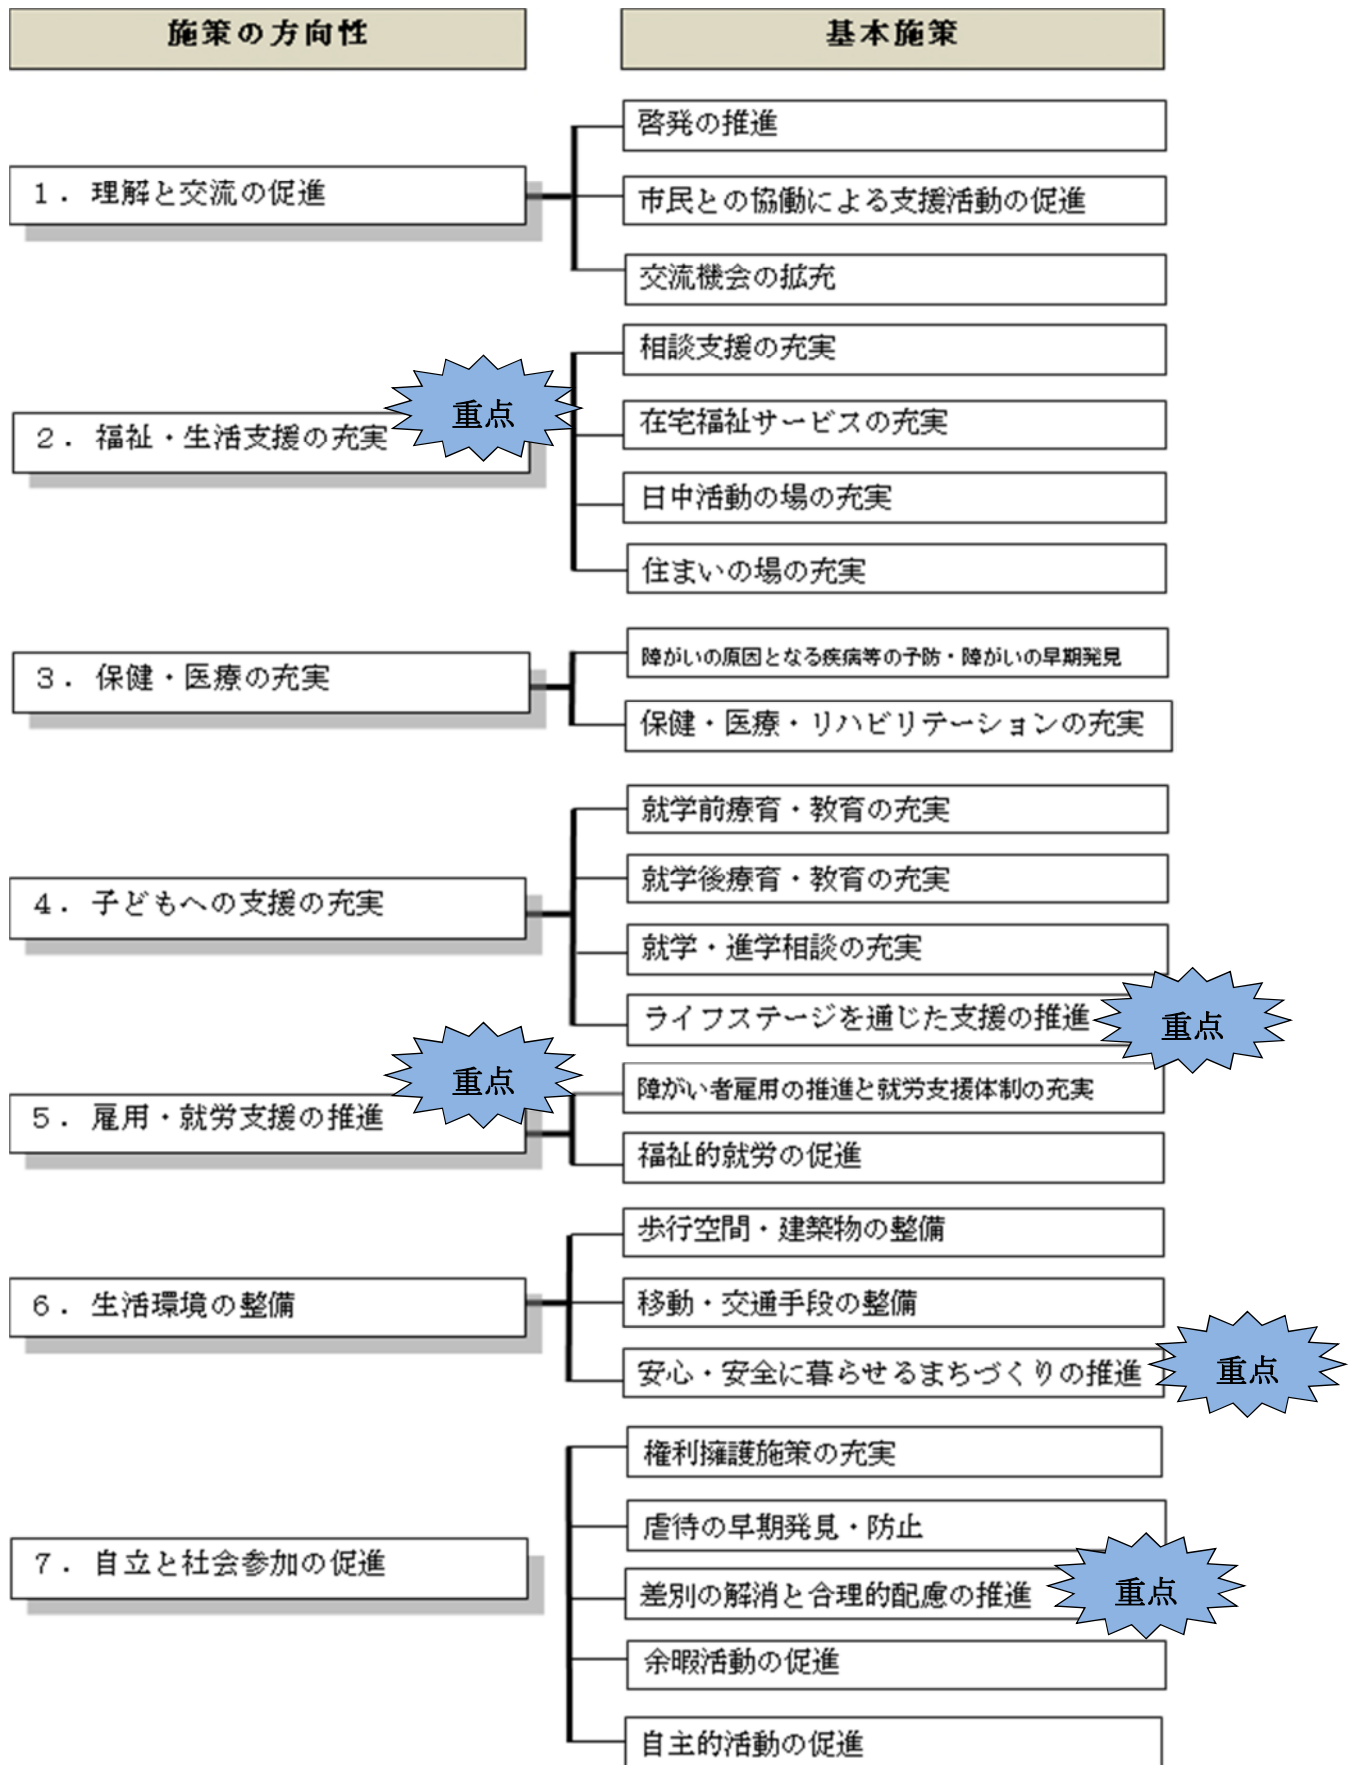 施策の方向性
基本施策
1. 理解と交流の促進
啓発の推進
市民との協働による支援活動の促進
交流機会の拡充
2. 福祉・生活支援の充実
重点
相談支援の充実
在宅福祉サービスの充実
日中活動の場の充実
住まいの場の充実
3. 保健・医療の充実
障がいの原因となる疾病等の予防・障がいの早期発見
保健・医療・リハビリテーションの充実
4. 子どもへの支援の充実
就学前療育・教育の充実
就学後療育・教育の充実
就学・進学相談の充実
ライフステージを通じた支援の推進
重点
5. 雇用・就労支援の推進
重点
障がい者雇用の推進と就労支援体制の充実
福祉的就労の促進
6. 生活環境の整備
歩行空間・建築物の整備
移動・交通手段の整備
安心・安全に暮らせるまちづくりの推進
重点
7. 自立と社会参加の促進
権利擁護施策の充実
虐待の早期発見・防止
差別の解消と合理的配慮の推進
重点
余暇活動の促進
自主的活動の促進